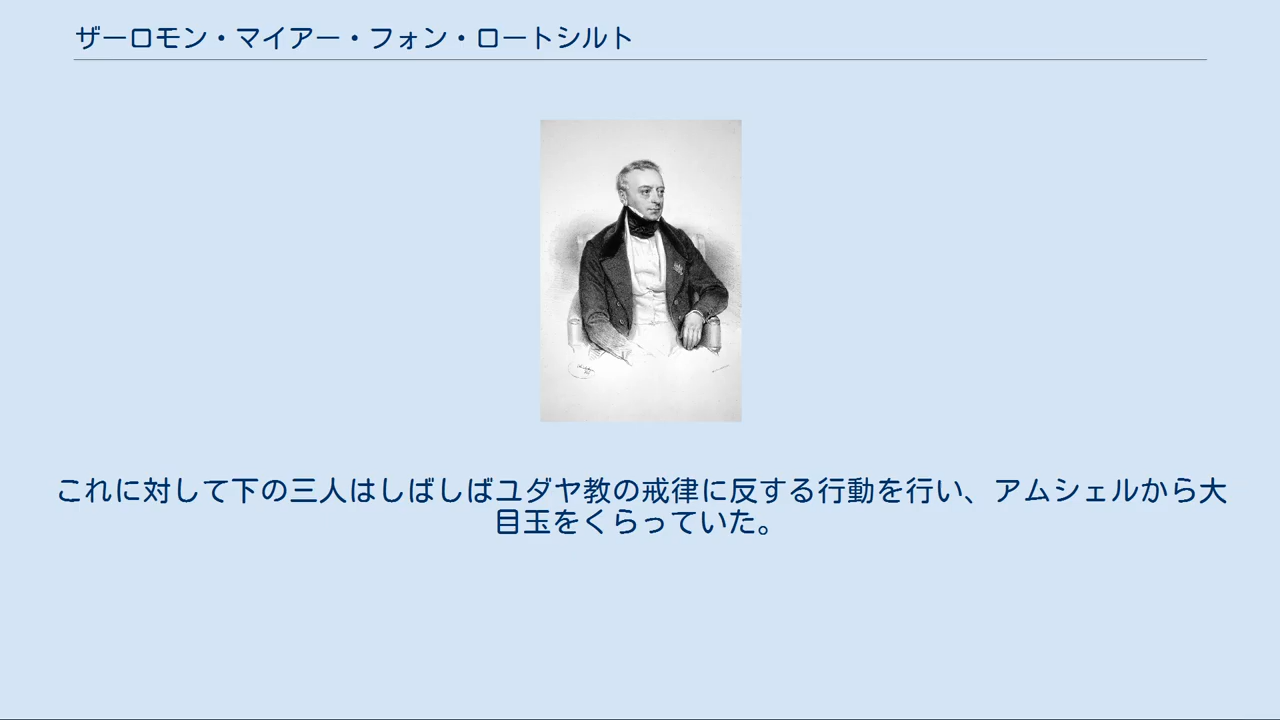 ザーロモン・マイアー・フォン・ロートシルト
これに対して下の三人はしばしばユダヤ教の戒律に反する行動を行い、アムシェルから大
目玉をくらっていた。